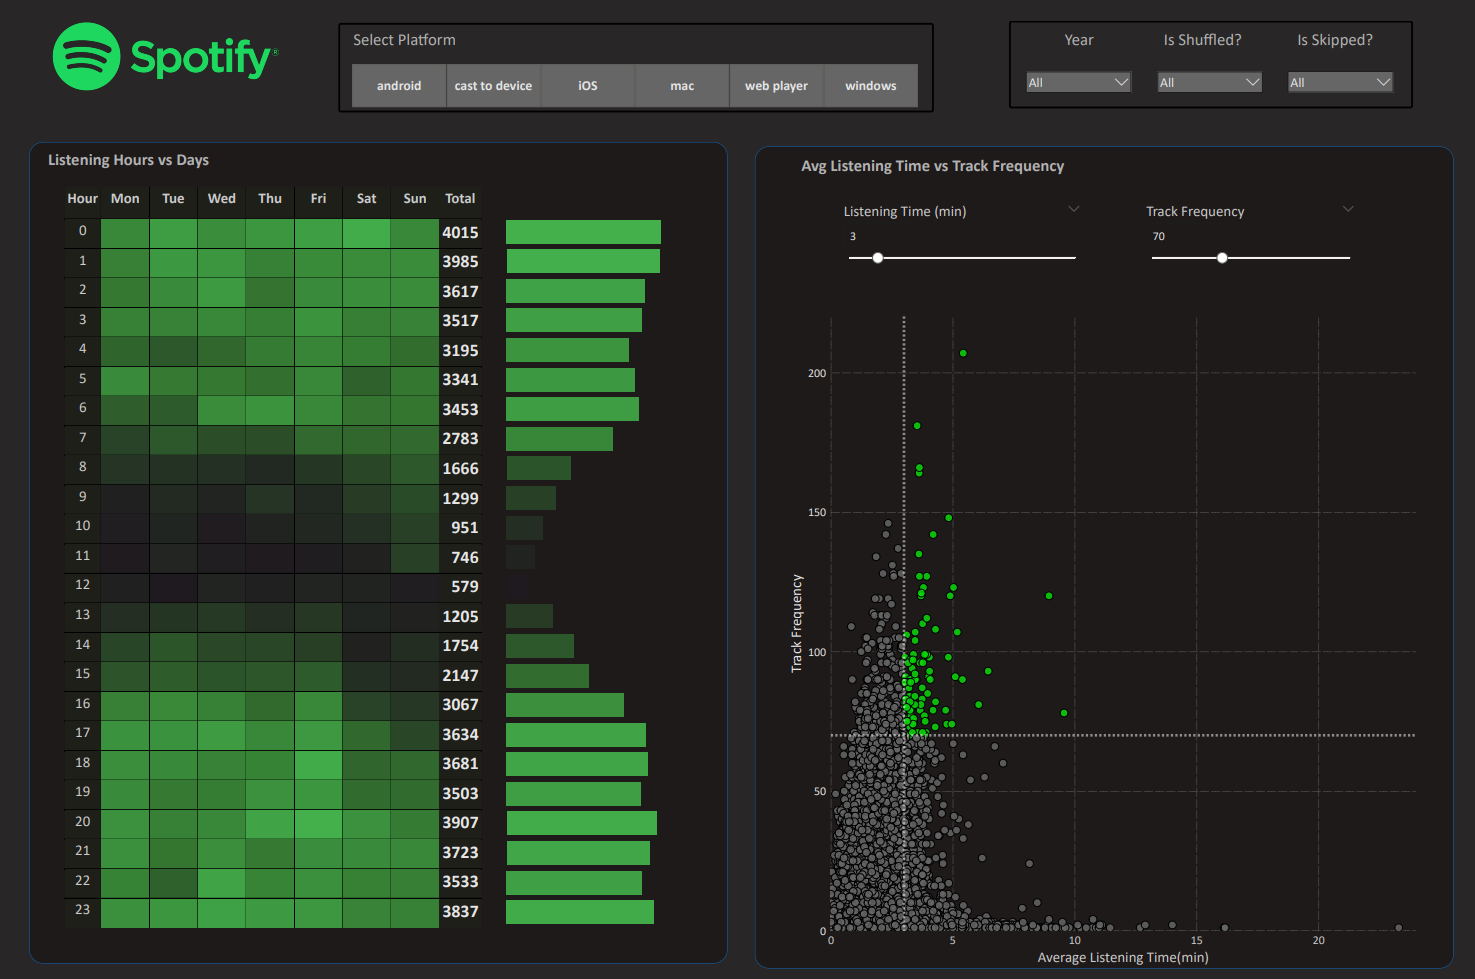 Spotify®
Select Platform
android cast to device iOS mac web player windows
Year Is Shuffled? Is Skipped?
All All All
Listening Hours vs Days
Hour Mon Tue Wed Thu Fri Sat Sun Total
0 4015
1 3985
2 3617
3 3517
4 3195
5 3341
6 3453
7 2783
8 1666
9 1299
10 951
11 746
12 579
13 1205
14 1754
15 2147
16 3067
17 3634
18 3681
19 3503
20 3907
21 3723
22 3533
23 3837
Avg Listening Time vs Track Frequency
Listening Time (min) Track Frequency
3 70
Track Frequency
200
150
100
50
0
0 5 10 15 20
Average Listening Time(min)